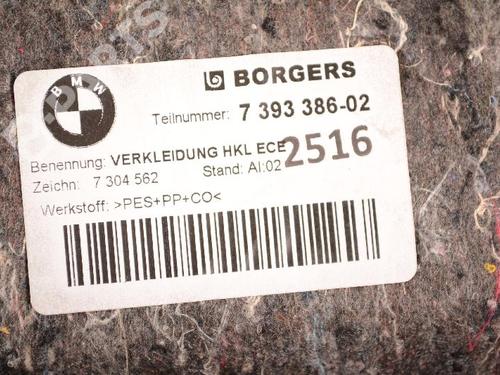 BMW
BORGERS
Teilnummer: 7 393 386-02
Benennung: VERKLEIDUNG HKL ECE
2516
Zeichn: 7 304 562 Stand: AI:02
Werkstoff: >PES+PP+CO<